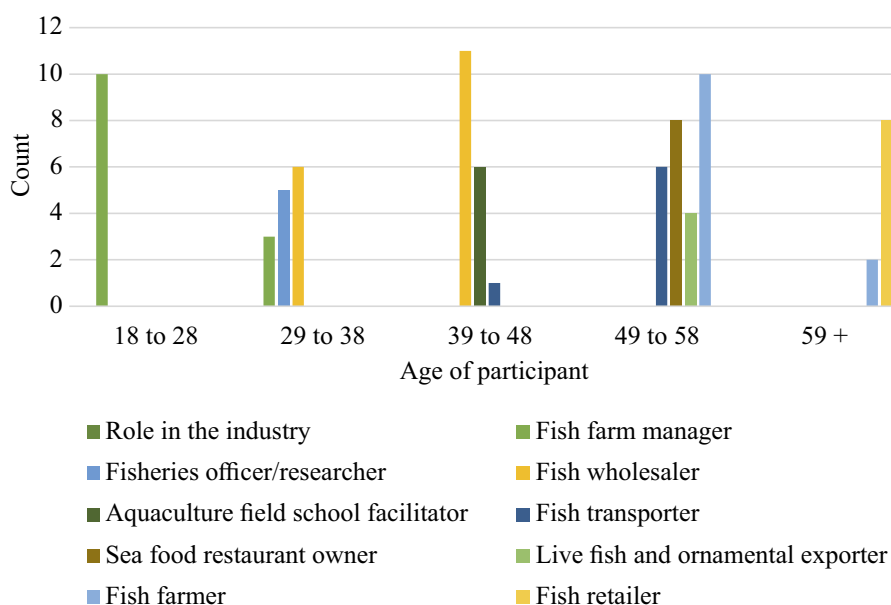 12
10
8
6
4
2
0
Count
18 to 28 29 to 38 39 to 48 49 to 58 59 +
Age of participant
Role in the industry Fish farm manager
Fisheries officer/researcher Fish wholesaler
Aquaculture field school facilitator Fish transporter
Sea food restaurant owner Live fish and ornamental exporter
Fish farmer Fish retailer